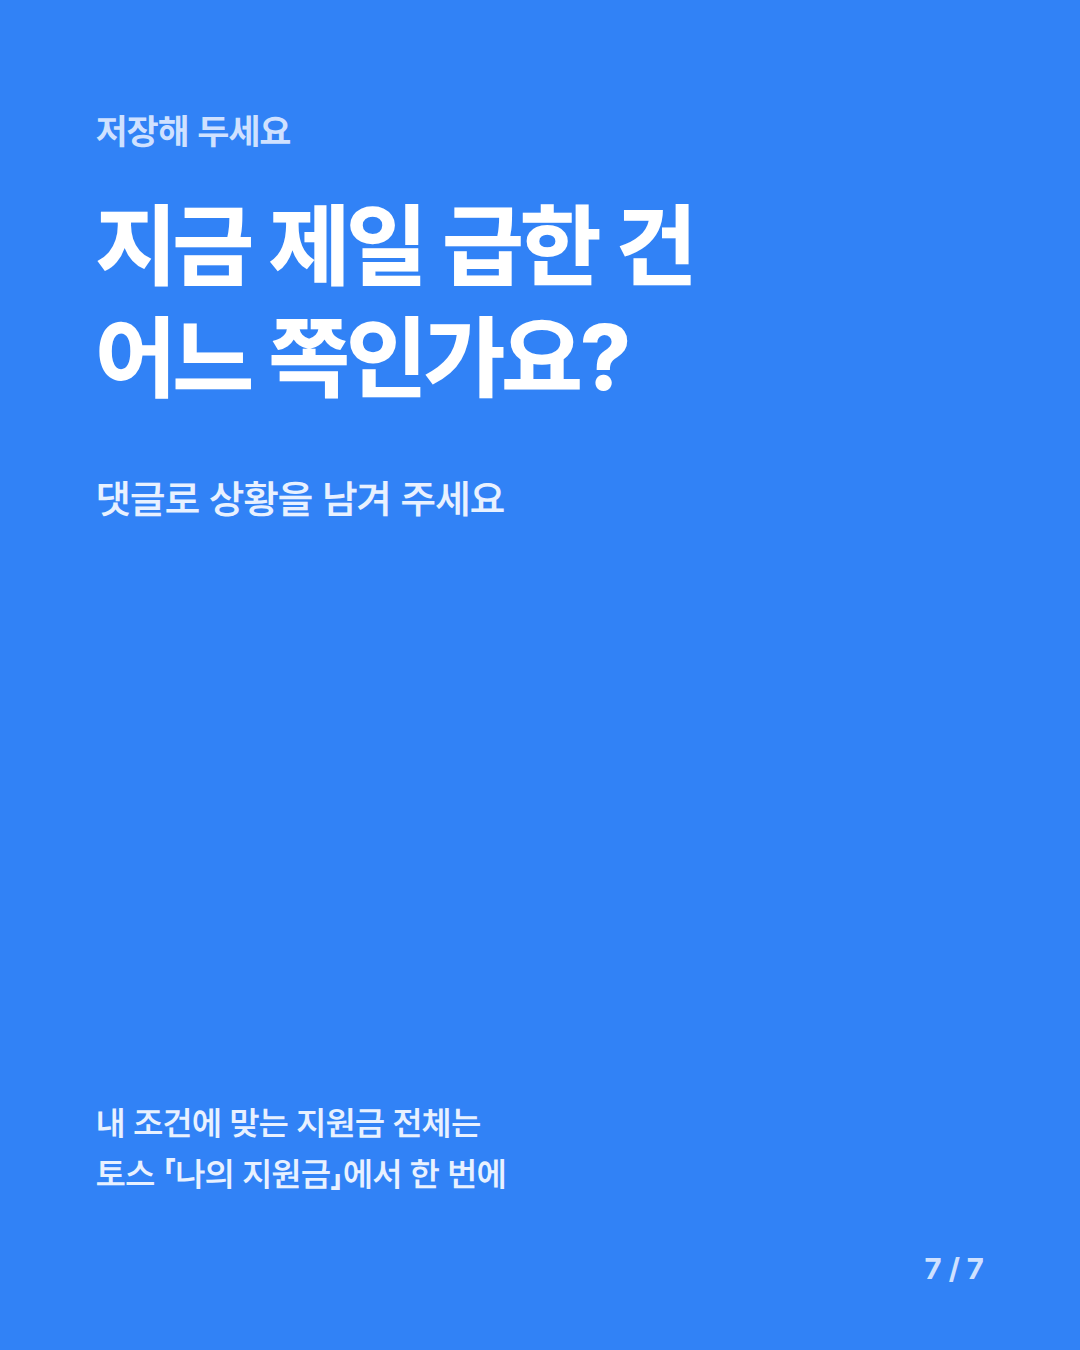 저장해 두세요
지금 제일 급한 건
어느 쪽인가요?
댓글로 상황을 남겨 주세요
내 조건에 맞는 지원금 전체는
토스 「나의 지원금」에서 한 번에
7 / 7